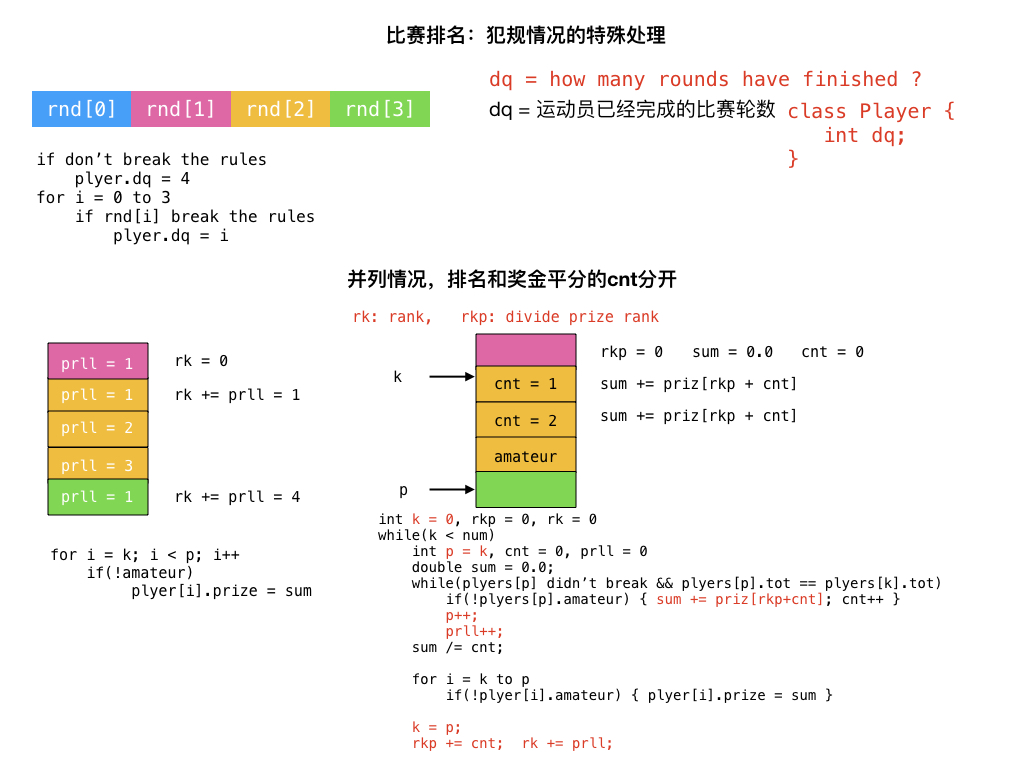 比赛排名：犯规情况的特殊处理
dq = how many rounds have finished ?
rnd[0] rnd[1] rnd[2] rnd[3]
dq = 运动员已经完成的比赛轮数
class Player {
int dq;
}
if don’t break the rules
plyer.dq = 4
for i = 0 to 3
if rnd[i] break the rules
plyer.dq = i
并列情况，排名和奖金平分的cnt分开
rk: rank, rkp: divide prize rank
prll = 1 rk = 0
prll = 1 rk += prll = 1
prll = 2
prll = 3
prll = 1 rk += prll = 4
for i = k; i < p; i++
if(!amateur)
plyer[i].prize = sum
rkp = 0 sum = 0.0 cnt = 0
k
cnt = 1 sum += priz[rkp + cnt]
cnt = 2 sum += priz[rkp + cnt]
amateur
p
int k = 0, rkp = 0, rk = 0
while(k < num)
int p = k, cnt = 0, prll = 0
double sum = 0.0;
while(plyers[p] didn’t break && plyers[p].tot == plyers[k].tot)
if(!plyers[p].amateur) { sum += priz[rkp+cnt]; cnt++ }
p++;
prll++;
sum /= cnt;
for i = k to p
if(!plyer[i].amateur) { plyer[i].prize = sum }
k = p;
rkp += cnt; rk += prll;